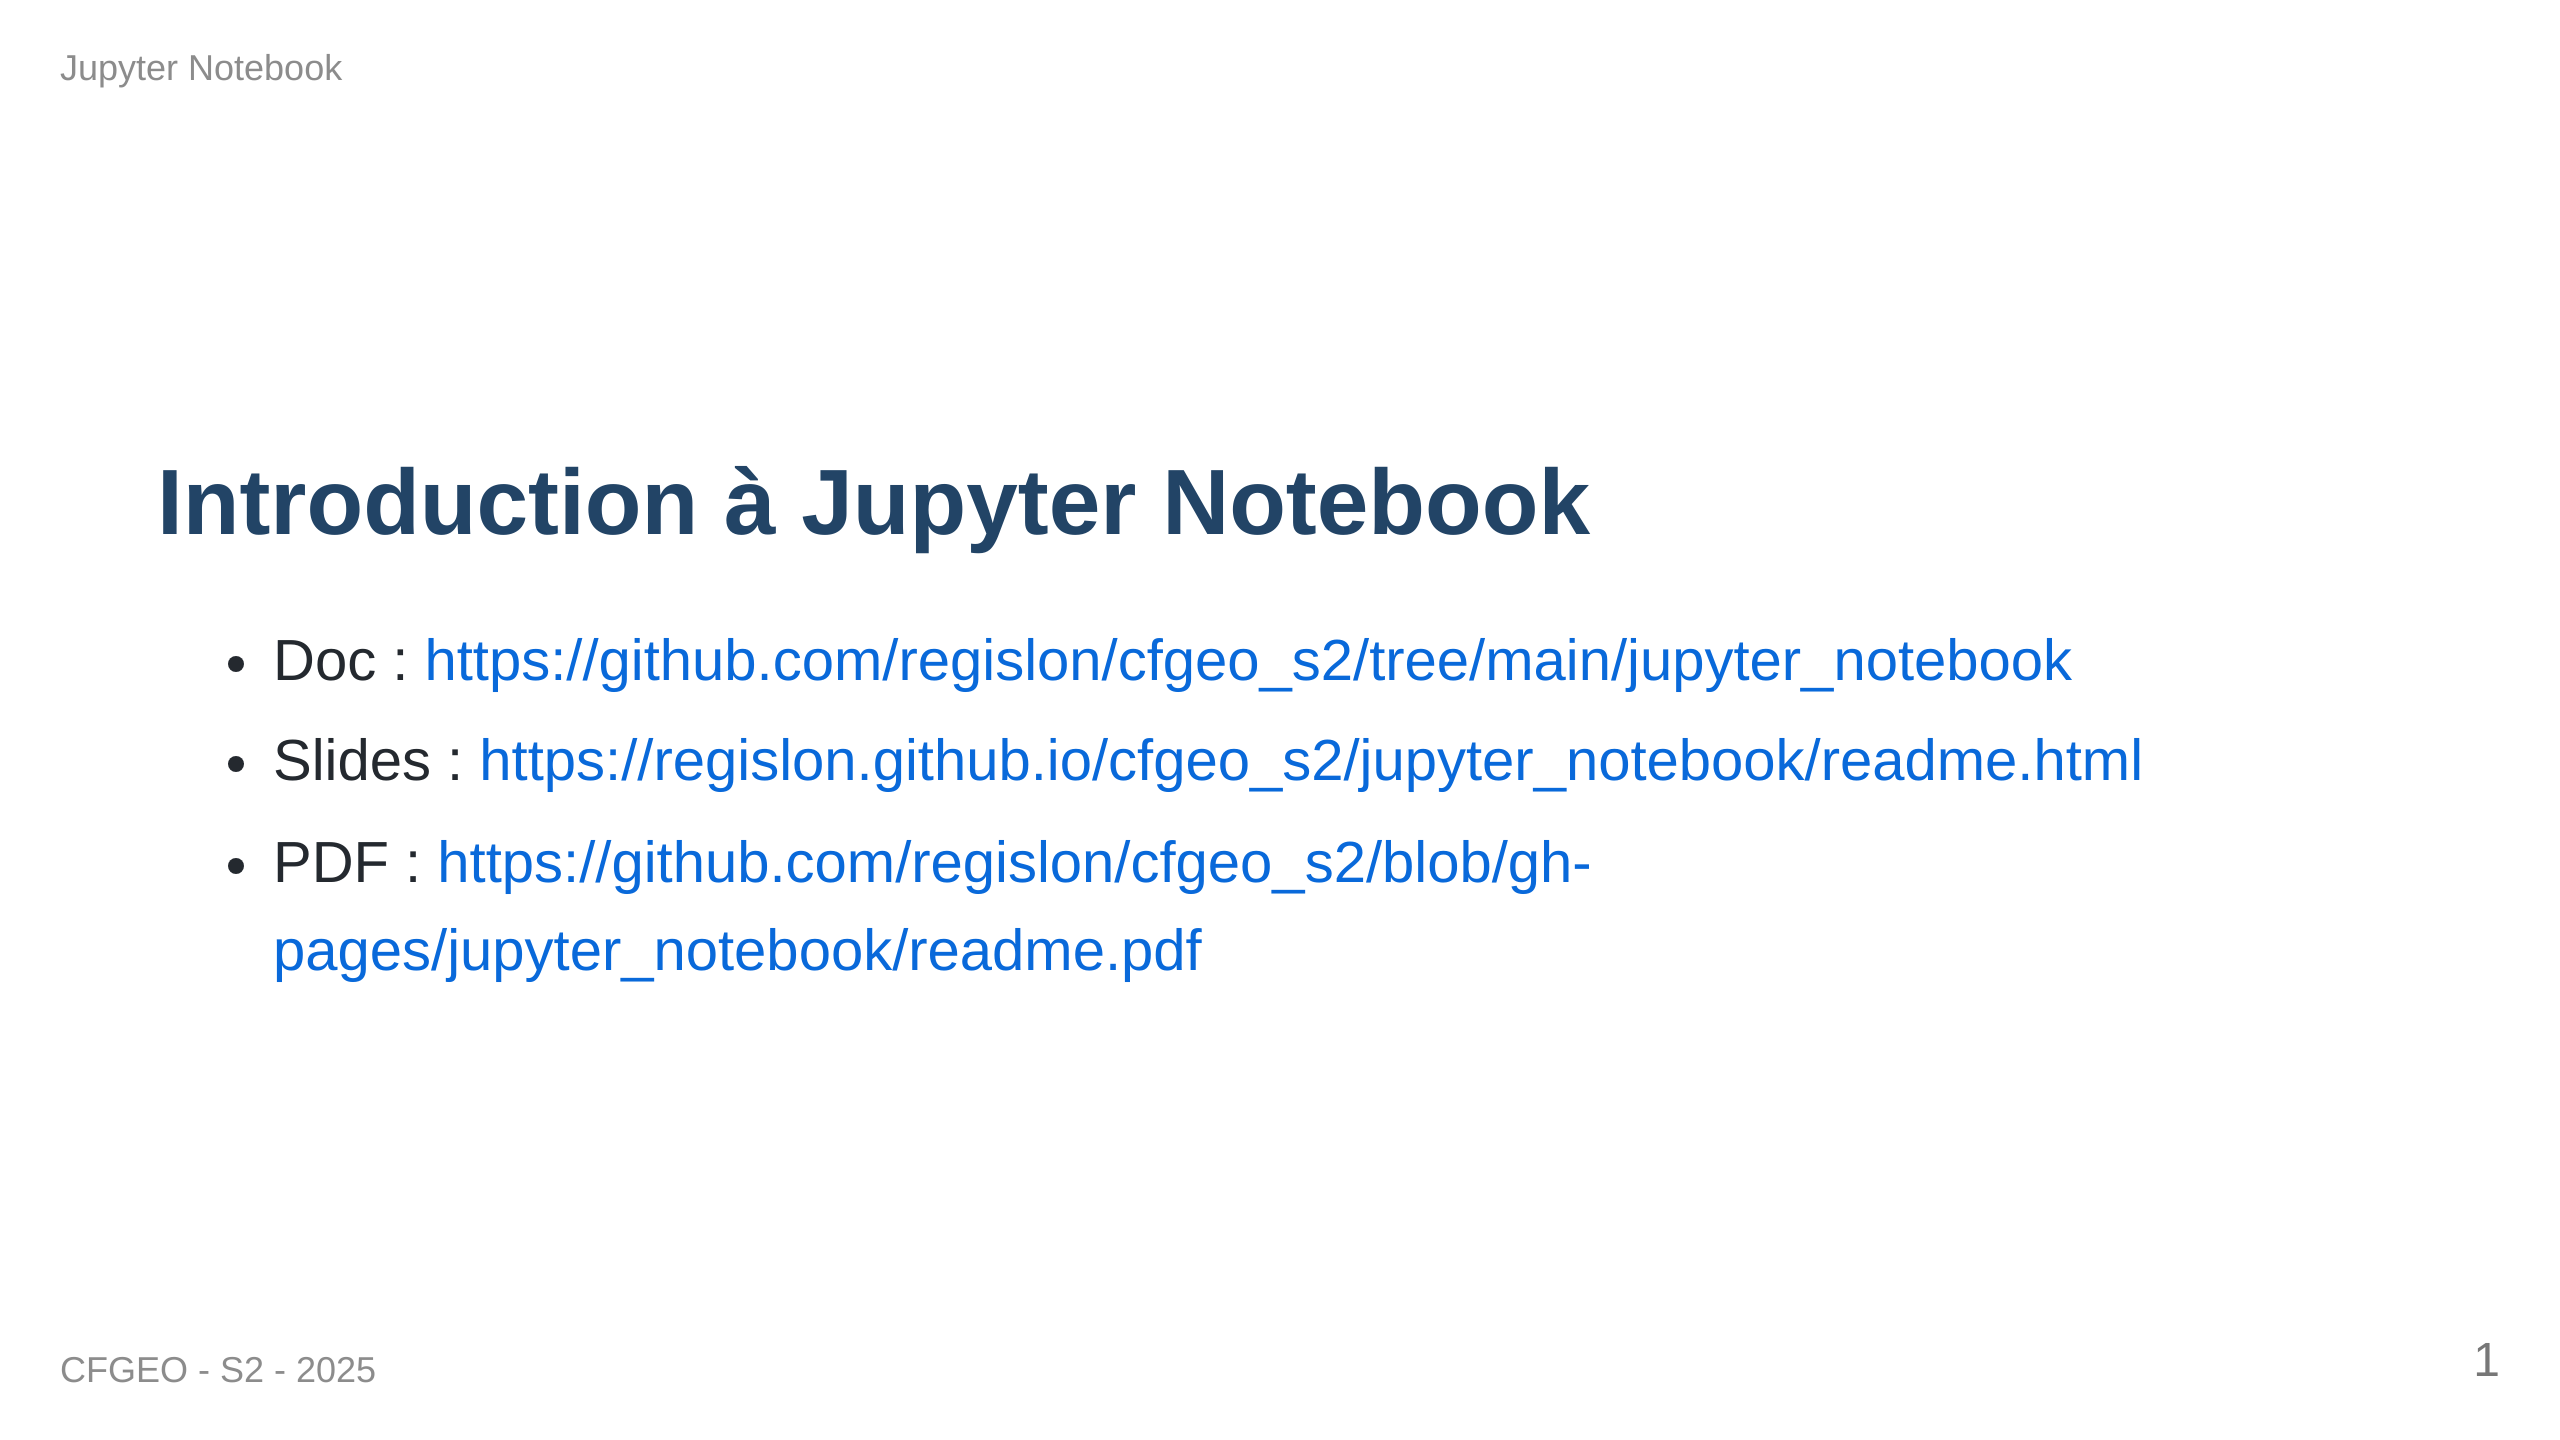 Jupyter Notebook
Introduction à Jupyter Notebook
Doc : https://github.com/regislon/cfgeo_s2/tree/main/jupyter_notebook
Slides : https://regislon.github.io/cfgeo_s2/jupyter_notebook/readme.html
PDF : https://github.com/regislon/cfgeo_s2/blob/gh-
pages/jupyter_notebook/readme.pdf
CFGEO - S2 - 2025
1